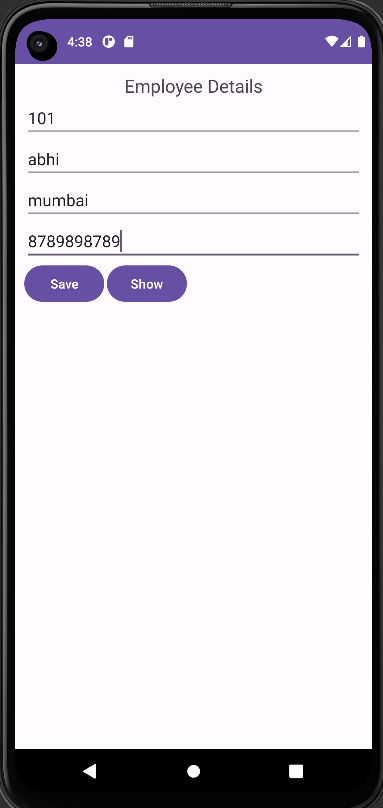 4:38
Employee Details
101
abhi
mumbai
8789898789
Save Show